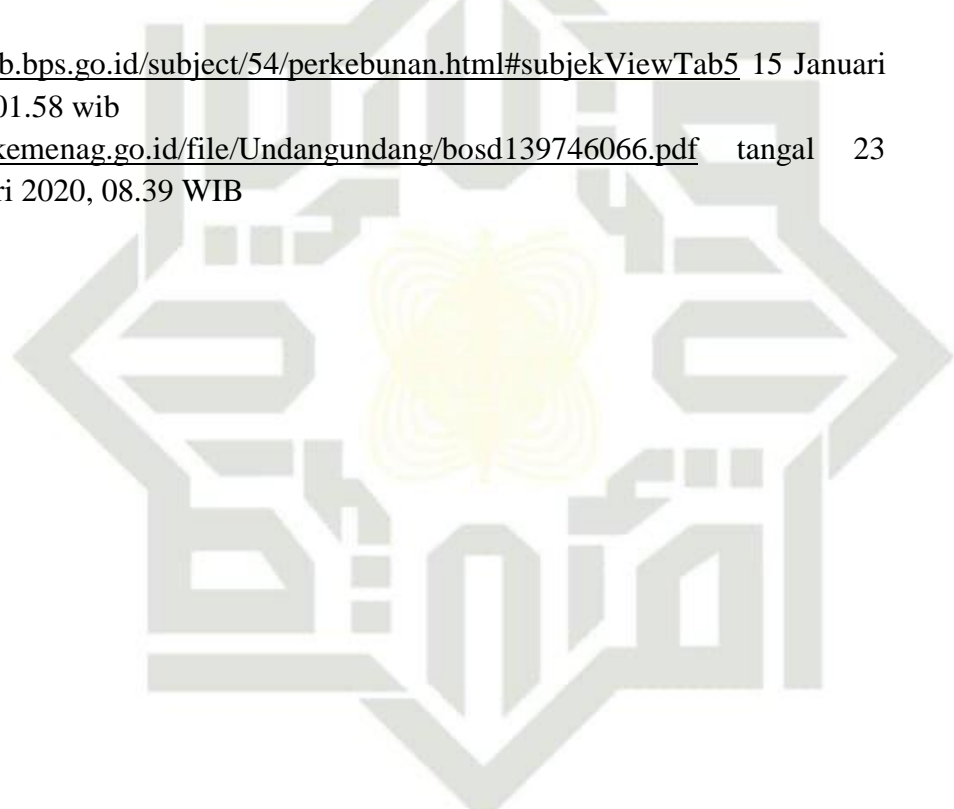 b.bps.go.id/subject/54/perkebunan.html#subjekViewTab5 15 Januari
01.58 wib
kemenag.go.id/file/Undangundang/bosd139746066.pdf tangal 23
ri 2020, 08.39 WIB